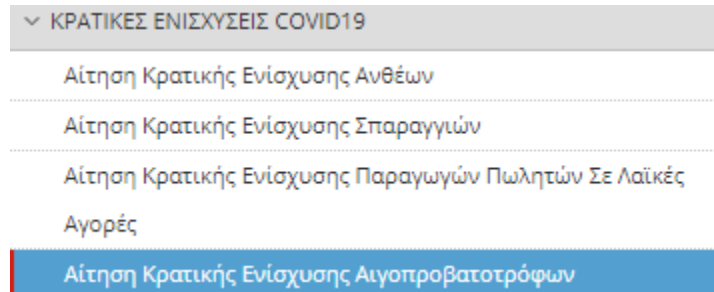 ΚΡΑΤΙΚΕΣ ΕΝΙΣΧΥΣΕΙΣ COVID19
Αίτηση Κρατικής Ενίσχυσης Ανθέων
Αίτηση Κρατικής Ενίσχυσης Σπαραγγιών
Αίτηση Κρατικής Ενίσχυσης Παραγωγών Πωλητών Σε Λαϊκές
Αγορές
Αίτηση Κρατικής Ενίσχυσης Αιγοπροβατοτρόφων